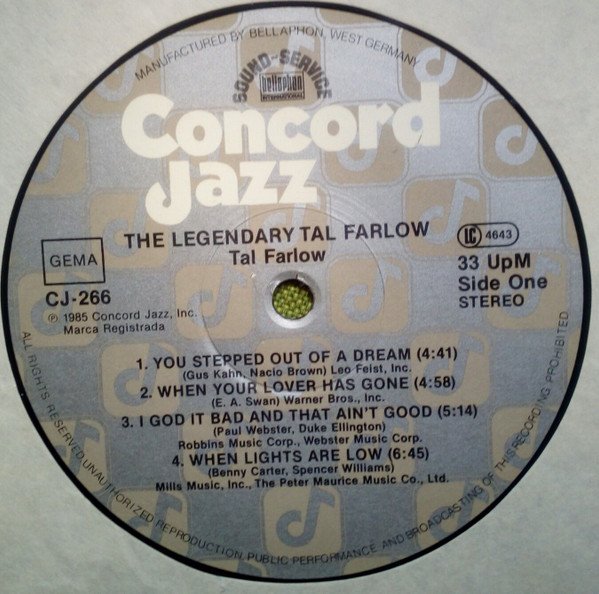 MANUFACTURED BY BELLAPHON, WEST GERMANY
SOUND-SERVICE
bellaphon
INTERNATIONAL
Concord
Jazz
THE LEGENDARY TAL FARLOW
Tal Farlow
LC 4643
GEMA
33 UpM
CJ-266
Side One
℗ 1985 Concord Jazz, Inc.
STEREO
Marca Registrada
1. YOU STEPPED OUT OF A DREAM (4:41)
(Gus Kahn, Nacio Brown) Leo Feist, Inc.
2. WHEN YOUR LOVER HAS GONE (4:58)
(E. A. Swan) Warner Bros., Inc.
3. I GOD IT BAD AND THAT AIN'T GOOD (5:14)
(Paul Webster, Duke Ellington)
Robbins Music Corp., Webster Music Corp.
4. WHEN LIGHTS ARE LOW (6:45)
(Benny Carter, Spencer Williams)
Mills Music, Inc., The Peter Maurice Music Co., Ltd.
ALL RIGHTS RESERVED. UNAUTHORIZED REPRODUCTION, PUBLIC PERFORMANCE AND BROADCASTING OF THIS RECORDING PROHIBITED